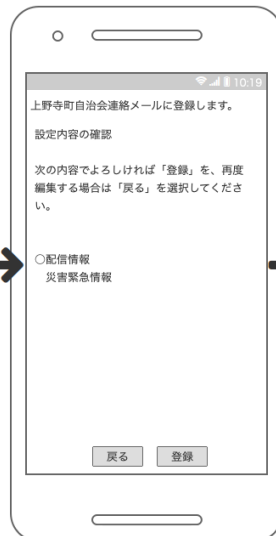 10:19
上野寺町自治会連絡メールに登録します。
設定内容の確認
次の内容でよろしければ「登録」を、再度
編集する場合は「戻る」を選択してくださ
い。
○配信情報
災害緊急情報
戻る 登録